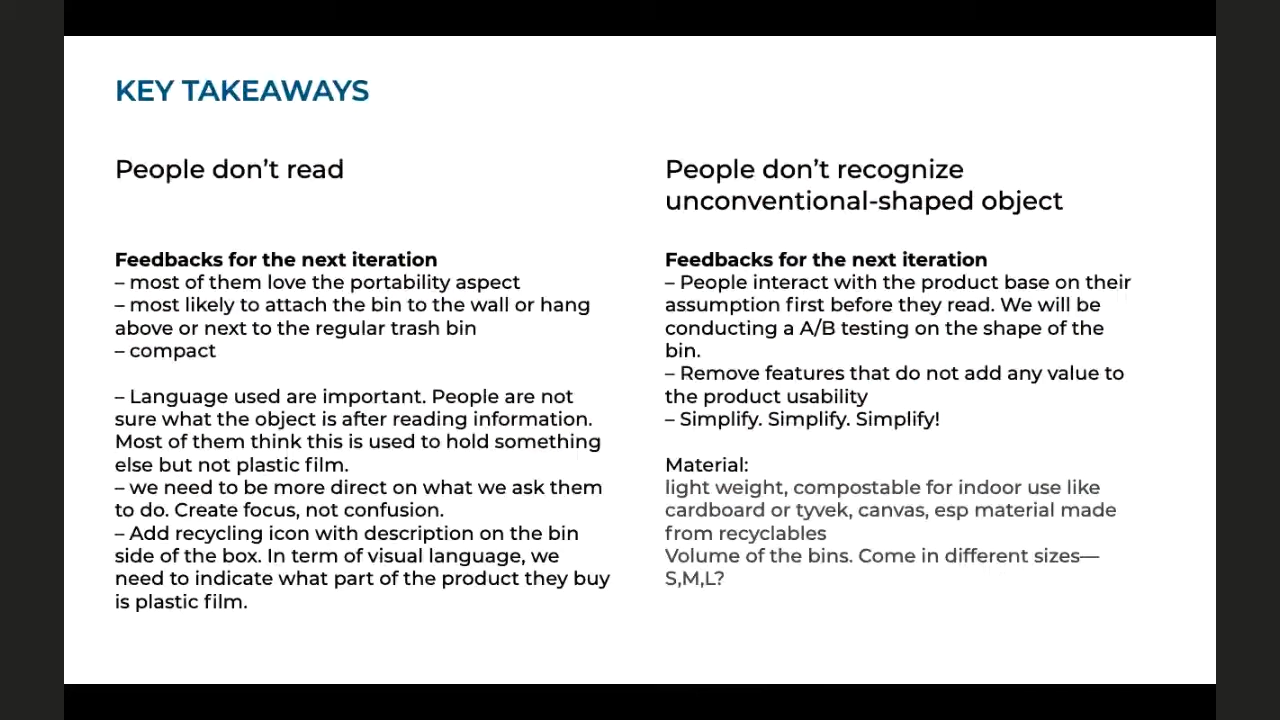 KEY TAKEAWAYS
People don’t read
Feedbacks for the next iteration
– most of them love the portability aspect
– most likely to attach the bin to the wall or hang
above or next to the regular trash bin
– compact
– Language used are important. People are not
sure what the object is after reading information.
Most of them think this is used to hold something
else but not plastic film.
– we need to be more direct on what we ask them
to do. Create focus, not confusion.
– Add recycling icon with description on the bin
side of the box. In term of visual language, we
need to indicate what part of the product they buy
is plastic film.
People don’t recognize
unconventional-shaped object
Feedbacks for the next iteration
– People interact with the product base on their
assumption first before they read. We will be
conducting a A/B testing on the shape of the
bin.
– Remove features that do not add any value to
the product usability
– Simplify. Simplify. Simplify!
Material:
light weight, compostable for indoor use like
cardboard or tyvek, canvas, esp material made
from recyclables
Volume of the bins. Come in different sizes—
S,M,L?